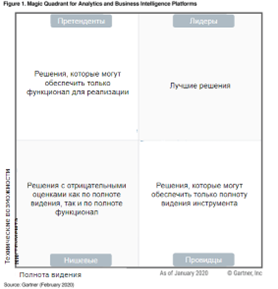 Figure 1. Magic Quadrant for Analytics and Business Intelligence Platforms
Претенденты
Лидеры
Решения, которые могут
обеспечить только
функционал для реализации
Лучшие решения
Решения с отрицательными
оценками как по полноте
видения, так и по полноте
функционал
Решения, которые могут
обеспечить только полноту
видения инструмента
Технические возможности
Нишевые
Провидцы
Полнота видения
As of January 2020
© Gartner, Inc
Source: Gartner (February 2020)